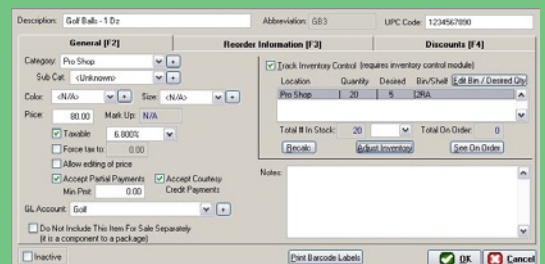 Description: Golf Balls - 1 Dz Abbreviation: GB3 UPC Code: 1234567890
General [F2] Reorder Information [F3] Discounts [F4]
Category: Pro Shop
Sub Cat: <Unknown>
Color: <N/A> Size: <N/A>
Price: 80.00 Mark Up: N/A
Taxable 6.800%
Force tax to: 0.00
Allow editing of price
Accept Partial Payments Accept Courtesy
Min Pmt: 0.00 Credit Payments
GL Account: Golf
Do Not Include This Item For Sale Separately
(it is a component to a package)
Track Inventory Control (requires inventory control module)
Location Quantity Desired Bin/Shelf Edit Bin / Desired Qty
Pro Shop 20 5 2RA
Total # In Stock: 20 Total On Order: 0
Recalc Adjust Inventory See On Order
Notes:
Inactive Print Barcode Labels OK Cancel